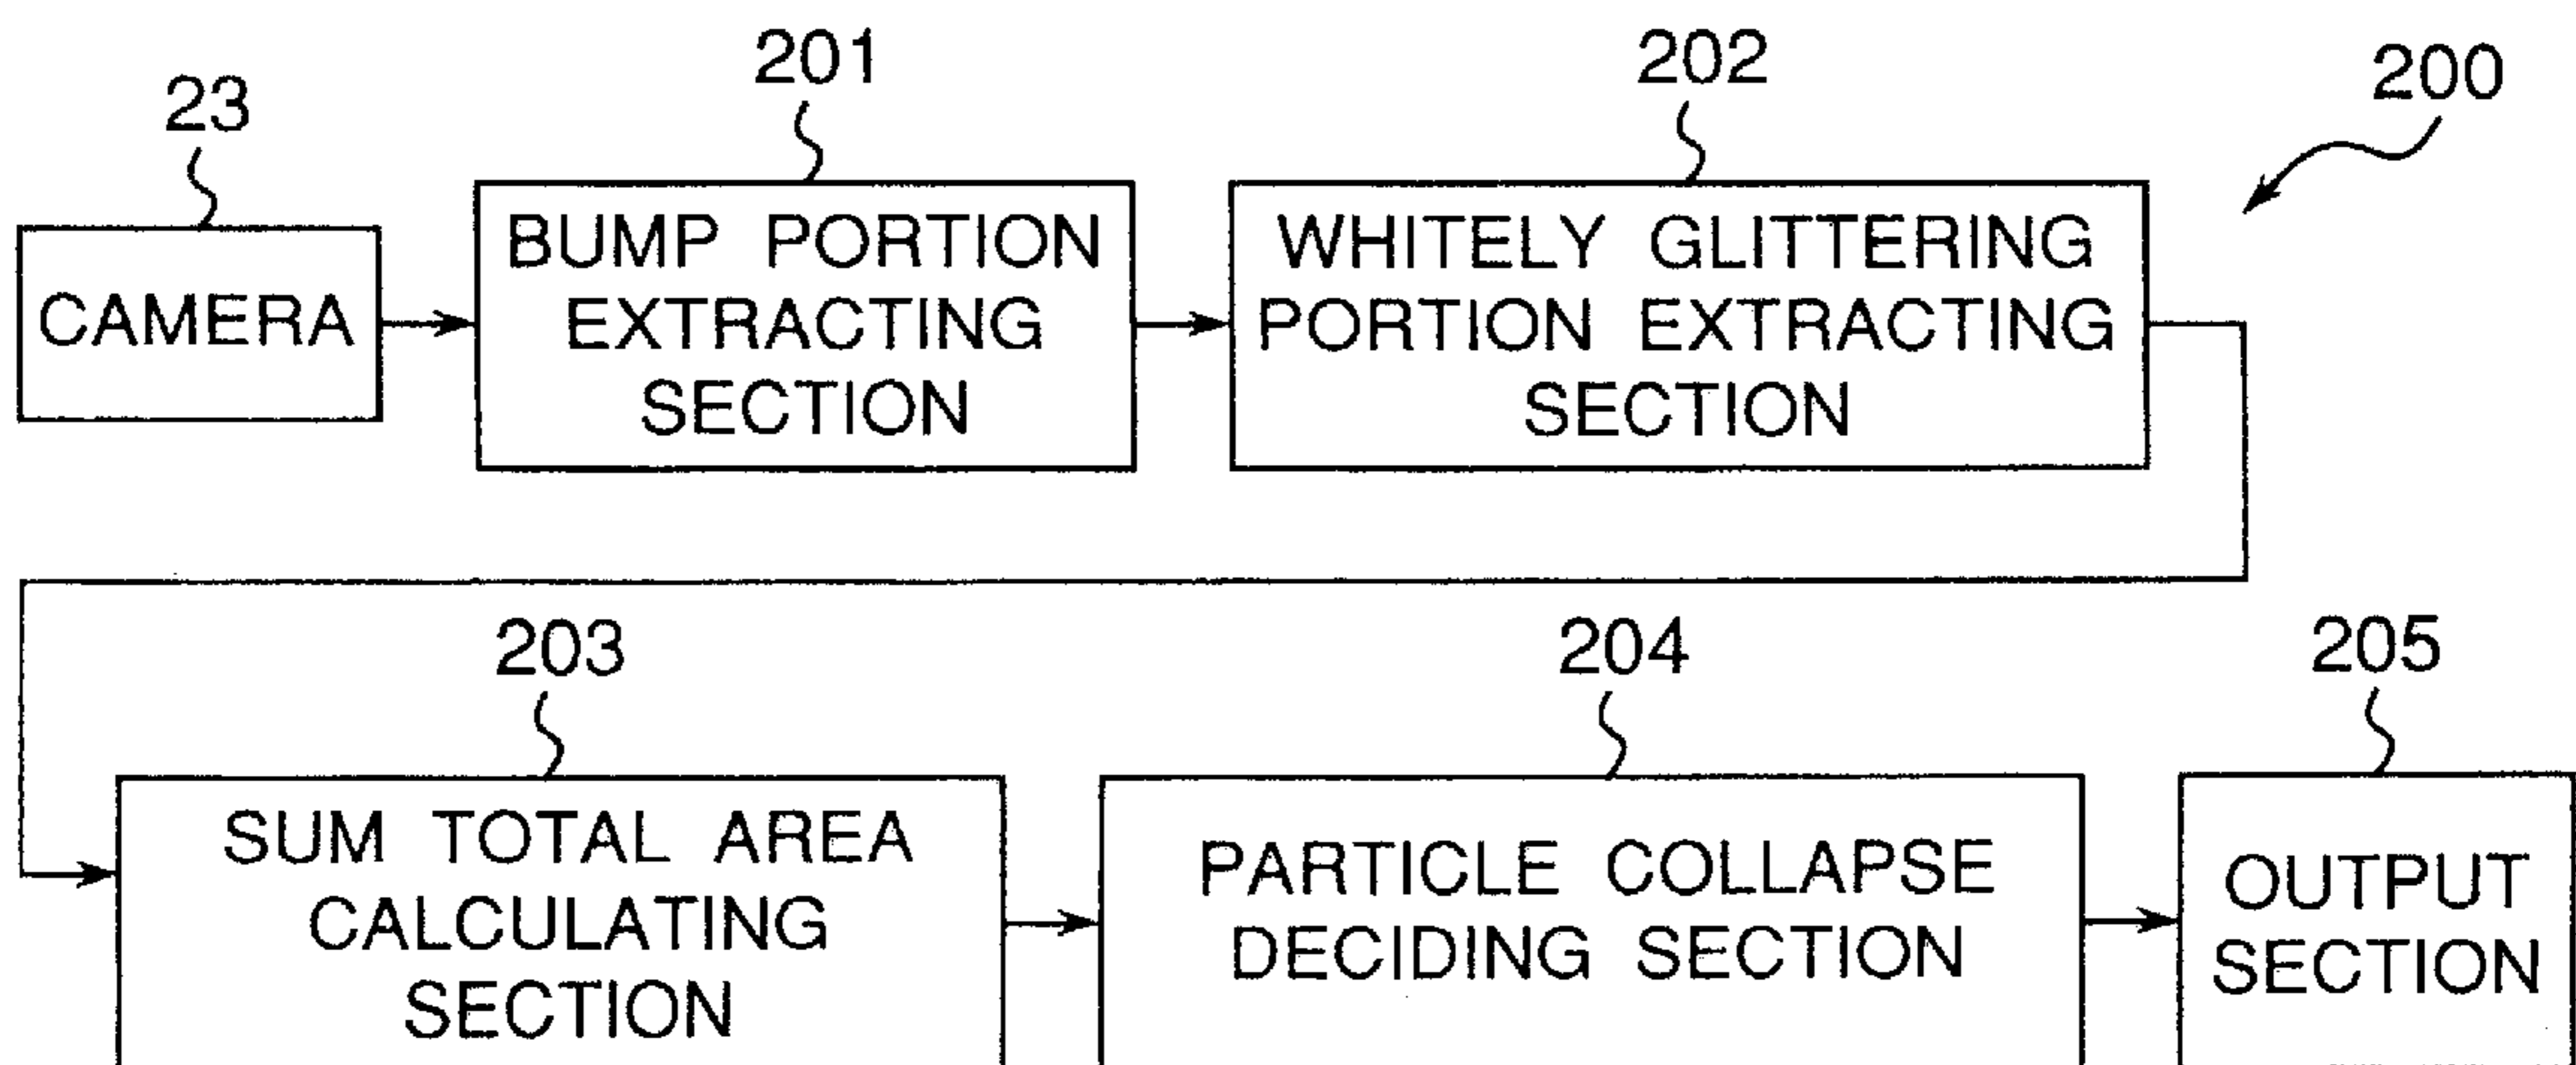 23
201
202
200
CAMERA
BUMP PORTION
EXTRACTING
SECTION
WHITELY GLITTERING
PORTION EXTRACTING
SECTION
203
204
205
SUM TOTAL AREA
CALCULATING
SECTION
PARTICLE COLLAPSE
DECIDING SECTION
OUTPUT
SECTION